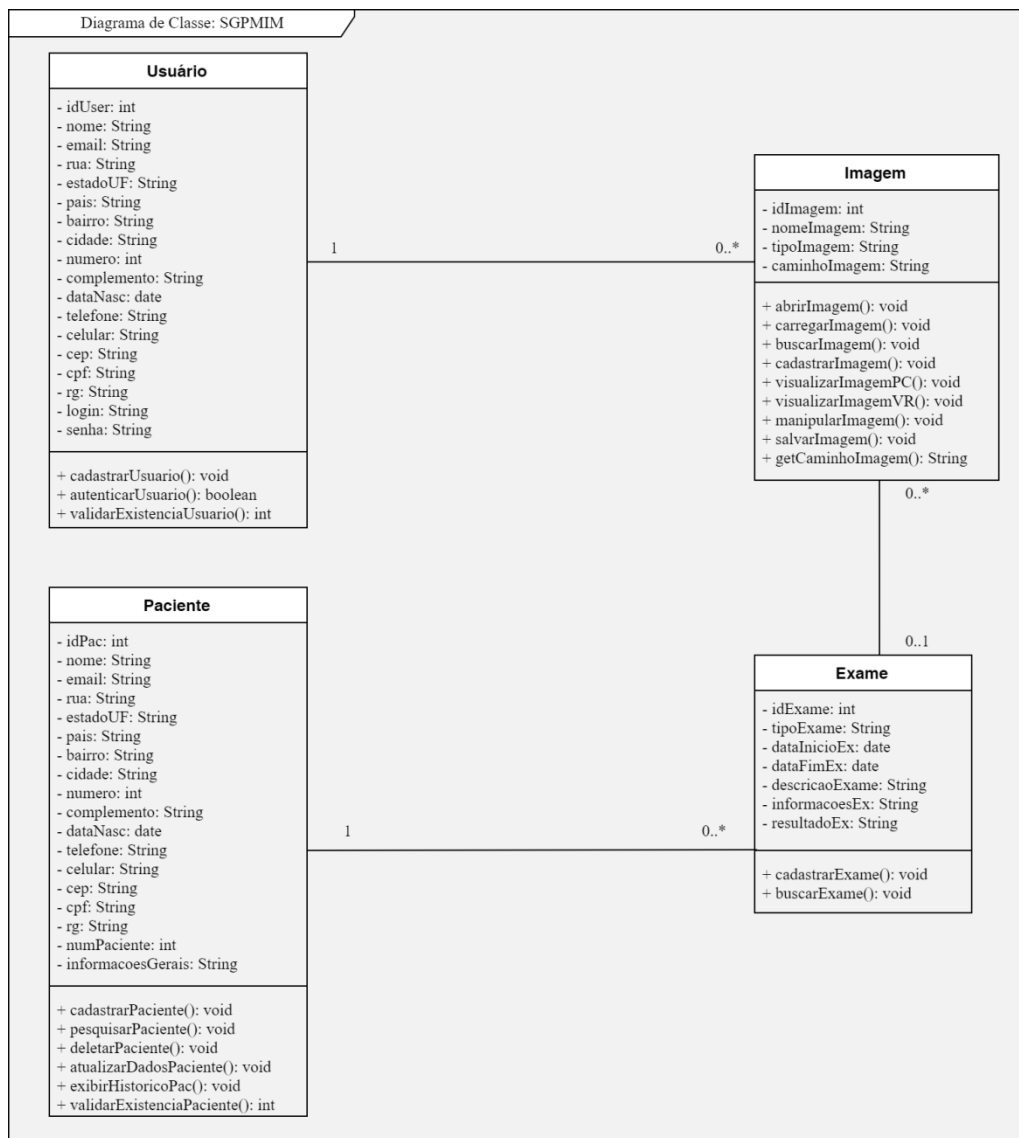 Diagrama de Classe: SGPMIM
Usuário
- idUser: int
- nome: String
- email: String
- rua: String
- estadoUF: String
- pais: String
- bairro: String
- cidade: String
- numero: int
- complemento: String
- dataNasc: date
- telefone: String
- celular: String
- cep: String
- cpf: String
- rg: String
- login: String
- senha: String
+ cadastrarUsuario(): void
+ autenticarUsuario(): boolean
+ validarExistenciaUsuario(): int
1
0..*
Imagem
- idImagem: int
- nomeImagem: String
- tipoImagem: String
- caminhoImagem: String
+ abrirImagem(): void
+ carregarImagem(): void
+ buscarImagem(): void
+ cadastrarImagem(): void
+ visualizarImagemPC(): void
+ visualizarImagemVR(): void
+ manipularImagem(): void
+ salvarImagem(): void
+ getCaminhoImagem(): String
0..*
0..1
Paciente
- idPac: int
- nome: String
- email: String
- rua: String
- estadoUF: String
- pais: String
- bairro: String
- cidade: String
- numero: int
- complemento: String
- dataNasc: date
- telefone: String
- celular: String
- cep: String
- cpf: String
- rg: String
- numPaciente: int
- informacoesGerais: String
+ cadastrarPaciente(): void
+ pesquisarPaciente(): void
+ deletarPaciente(): void
+ atualizarDadosPaciente(): void
+ exibirHistoricoPac(): void
+ validarExistenciaPaciente(): int
1
0..*
Exame
- idExame: int
- tipoExame: String
- dataInicioEx: date
- dataFimEx: date
- descricaoExame: String
- informacoesEx: String
- resultadoEx: String
+ cadastrarExame(): void
+ buscarExame(): void